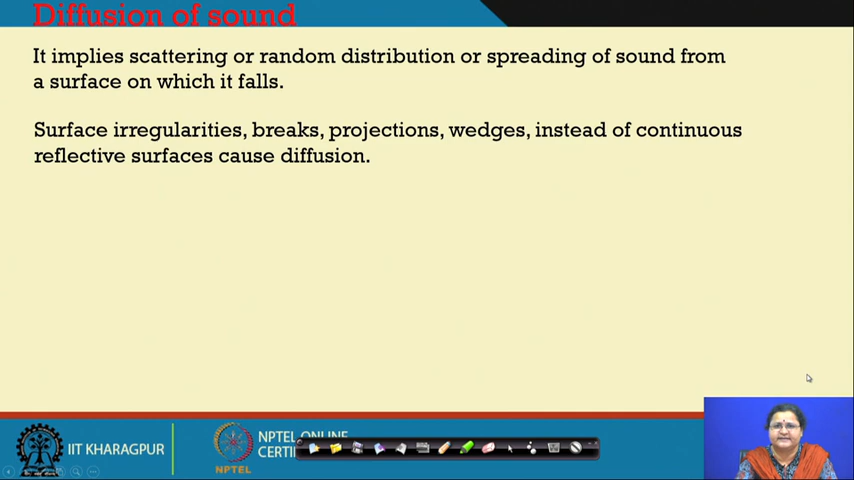 Diffusion of sound
It implies scattering or random distribution or spreading of sound from
a surface on which it falls.
Surface irregularities, breaks, projections, wedges, instead of continuous
reflective surfaces cause diffusion.
IIT KHARAGPUR
NPTEL
NPTEL ONLINE